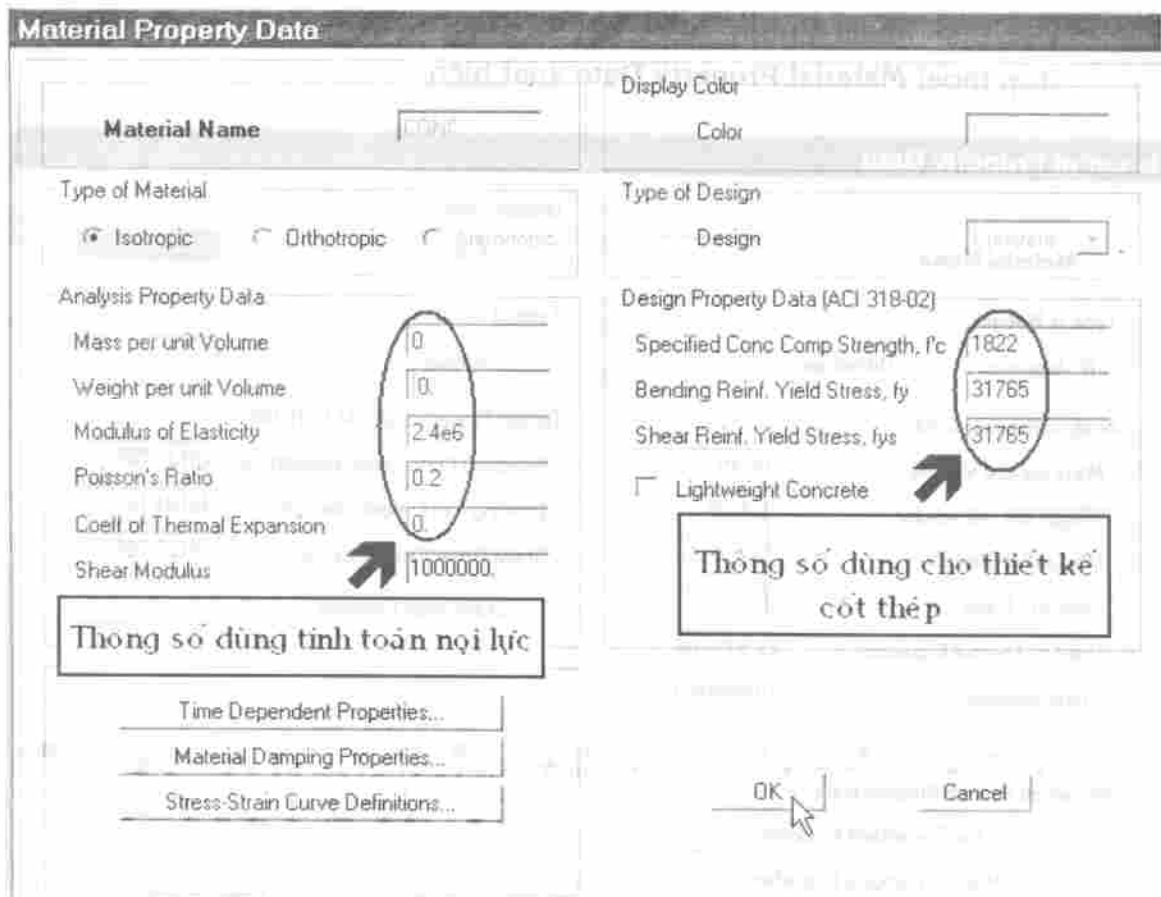 Material Property Data
Material Name
CONC
Type of Material
Isotropic
Orthotropic
Analysis Property Data
Mass per unit Volume
0.
Weight per unit Volume
0.
Modulus of Elasticity
2.4e6
Poisson's Ratio
0.2
Coeff of Thermal Expansion
0.
Shear Modulus
1000000.
Thông số dùng tính toán nội lực
Time Dependent Properties...
Material Damping Properties...
Stress-Strain Curve Definitions...
Display Color
Color
Type of Design
Design
Design Property Data (ACI 318-02)
Specified Conc Comp Strength, f'c
1822
Bending Reinf. Yield Stress, fy
31765
Shear Reinf. Yield Stress, fys
31765
Lightweight Concrete
Thông số dùng cho thiết kế
cốt thép
OK
Cancel